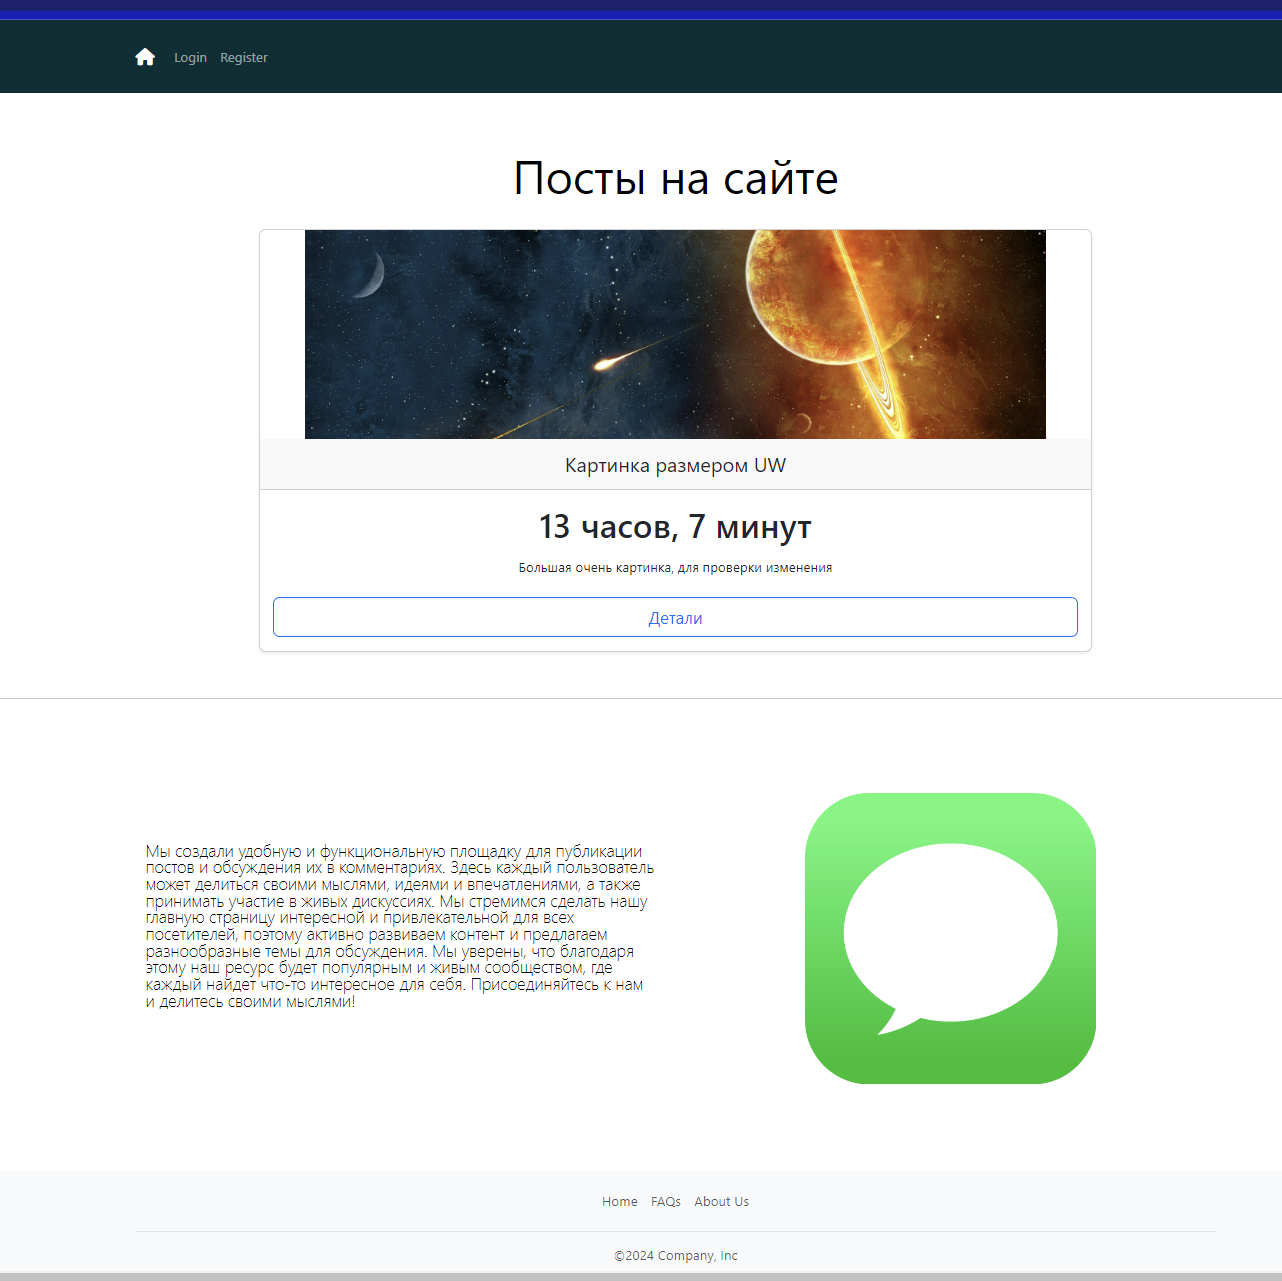 Login Register
Посты на сайте
Картинка размером UW
13 часов, 7 минут
Большая очень картинка, для проверки изменения
Детали
Мы создали удобную и функциональную площадку для публикации
постов и обсуждения их в комментариях. Здесь каждый пользователь
может делиться своими мыслями, идеями и впечатлениями, а также
принимать участие в живых дискуссиях. Мы стремимся сделать нашу
главную страницу интересной и привлекательной для всех
посетителей, поэтому активно развиваем контент и предлагаем
разнообразные темы для обсуждения. Мы уверены, что благодаря
этому наш ресурс будет популярным и живым сообществом, где
каждый найдет что-то интересное для себя. Присоединяйтесь к нам
и делитесь своими мыслями!
Home FAQs About Us
©2024 Company, Inc